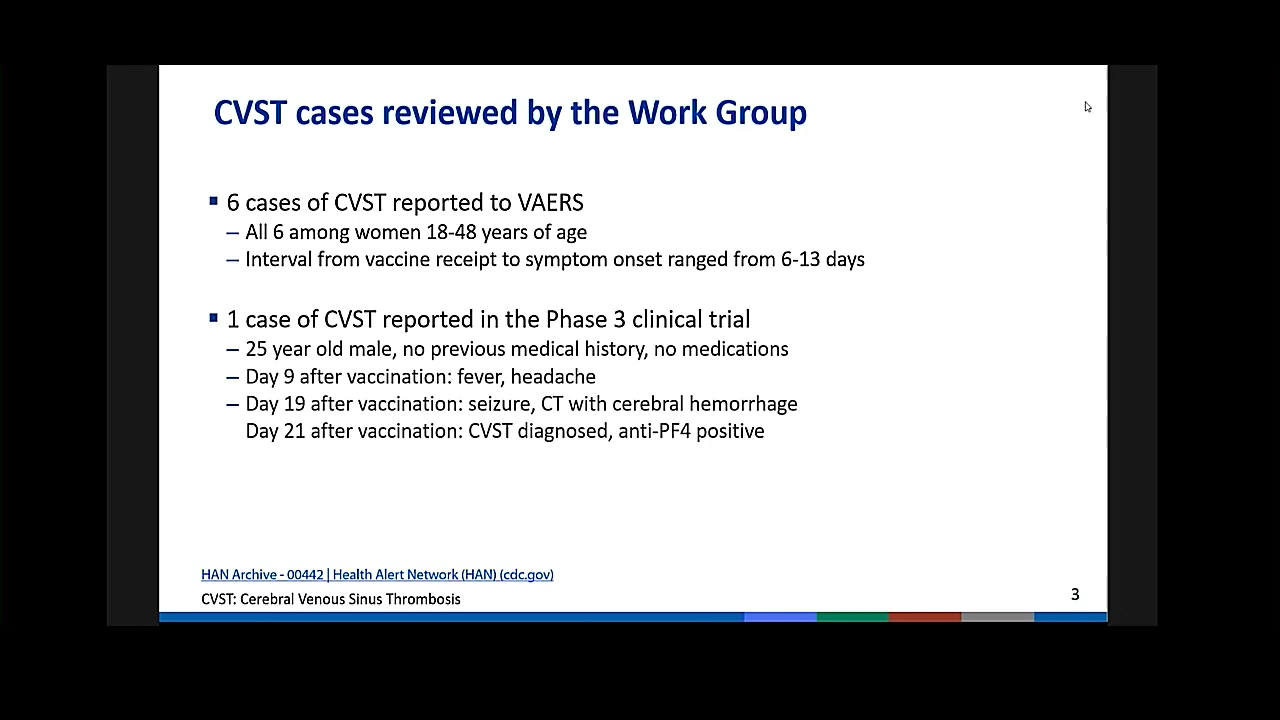 CVST cases reviewed by the Work Group
▪ 6 cases of CVST reported to VAERS
– All 6 among women 18-48 years of age
– Interval from vaccine receipt to symptom onset ranged from 6-13 days
▪ 1 case of CVST reported in the Phase 3 clinical trial
– 25 year old male, no previous medical history, no medications
– Day 9 after vaccination: fever, headache
– Day 19 after vaccination: seizure, CT with cerebral hemorrhage
Day 21 after vaccination: CVST diagnosed, anti-PF4 positive
HAN Archive - 00442 | Health Alert Network (HAN) (cdc.gov)
CVST: Cerebral Venous Sinus Thrombosis
3